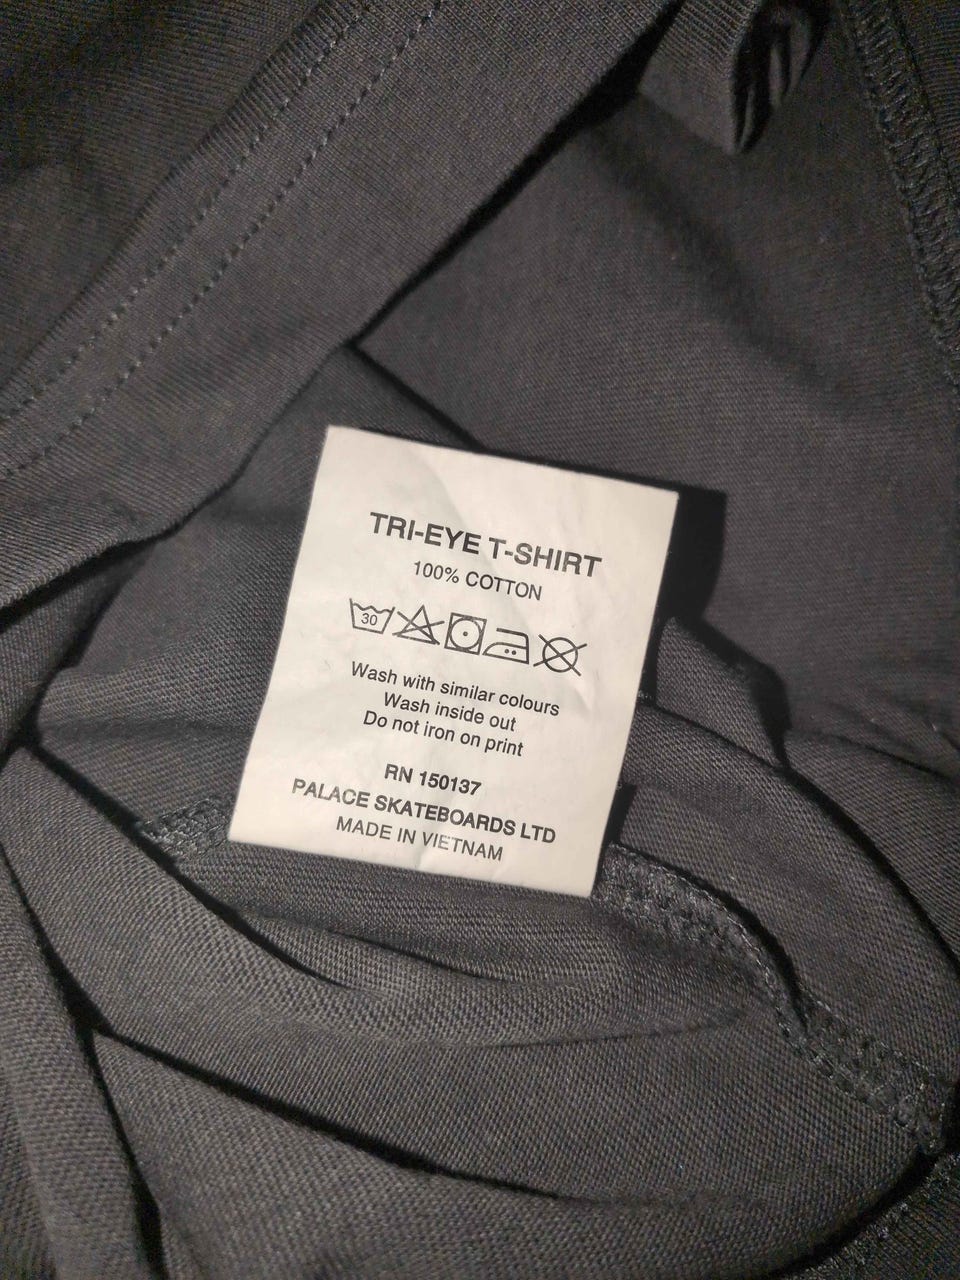 TRI-EYE T-SHIRT
100% COTTON
30
Wash with similar colours
Wash inside out
Do not iron on print
RN 150137
PALACE SKATEBOARDS LTD
MADE IN VIETNAM